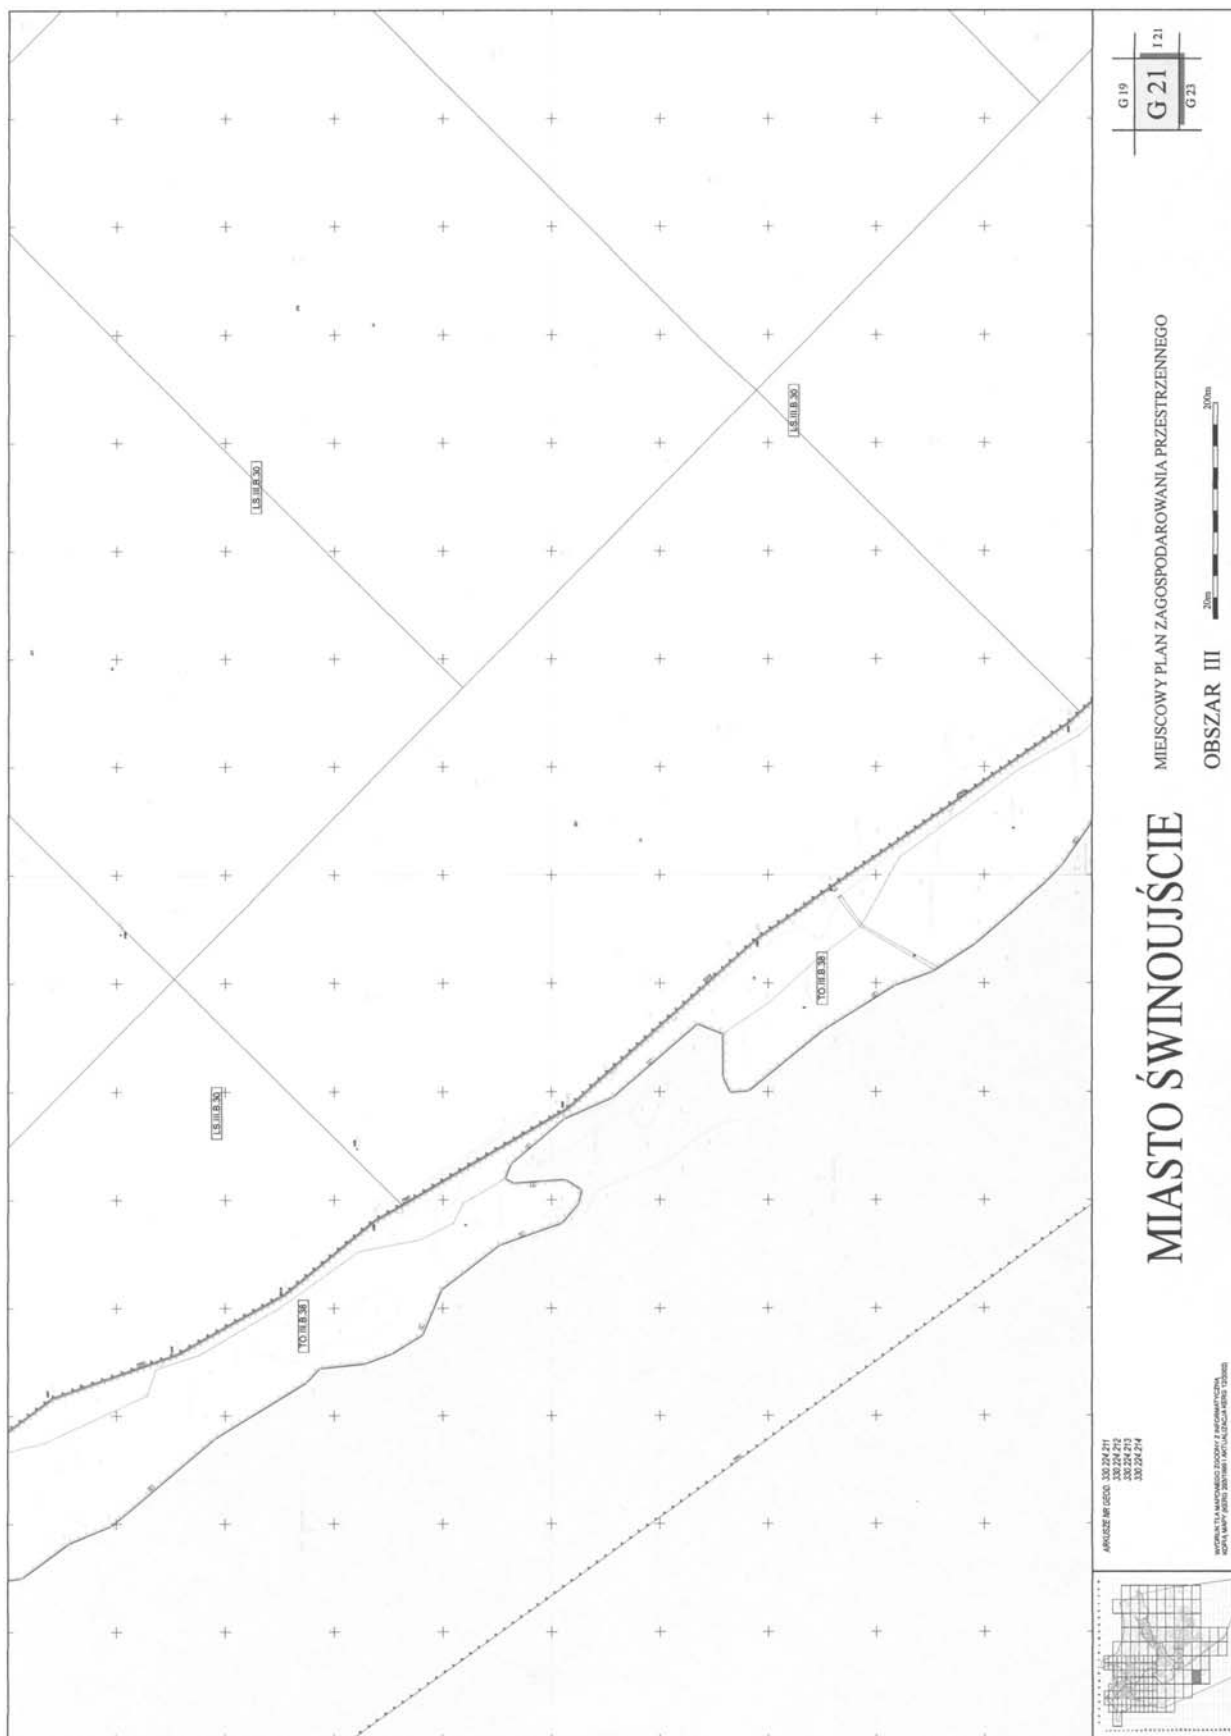 LS.III.B.30
LS.III.B.30
LS.III.B.30
TO.III.B.38
TO.III.B.38
ARKUSZE NR GEOD. 330.224.211
330.224.212
330.224.213
330.224.214
MIASTO ŚWINOUJŚCIE
MIEJSCOWY PLAN ZAGOSPODAROWANIA PRZESTRZENNEGO
OBSZAR III
20m
200m
G 19
G 21
I 21
G 23